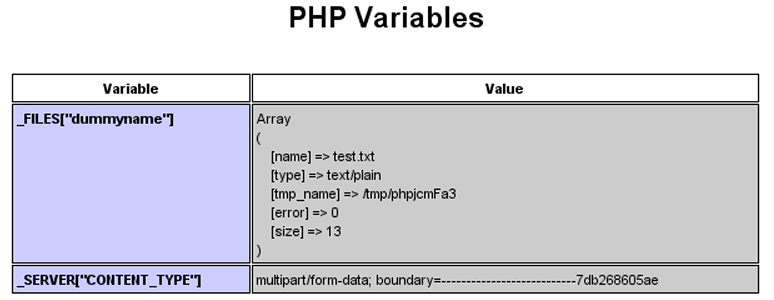 PHP Variables
Variable Value
_FILES["dummyname"] Array
(
[name] => test.txt
[type] => text/plain
[tmp_name] => /tmp/phpjcmFa3
[error] => 0
[size] => 13
)
_SERVER["CONTENT_TYPE"] multipart/form-data; boundary=---------------------------7db268605ae